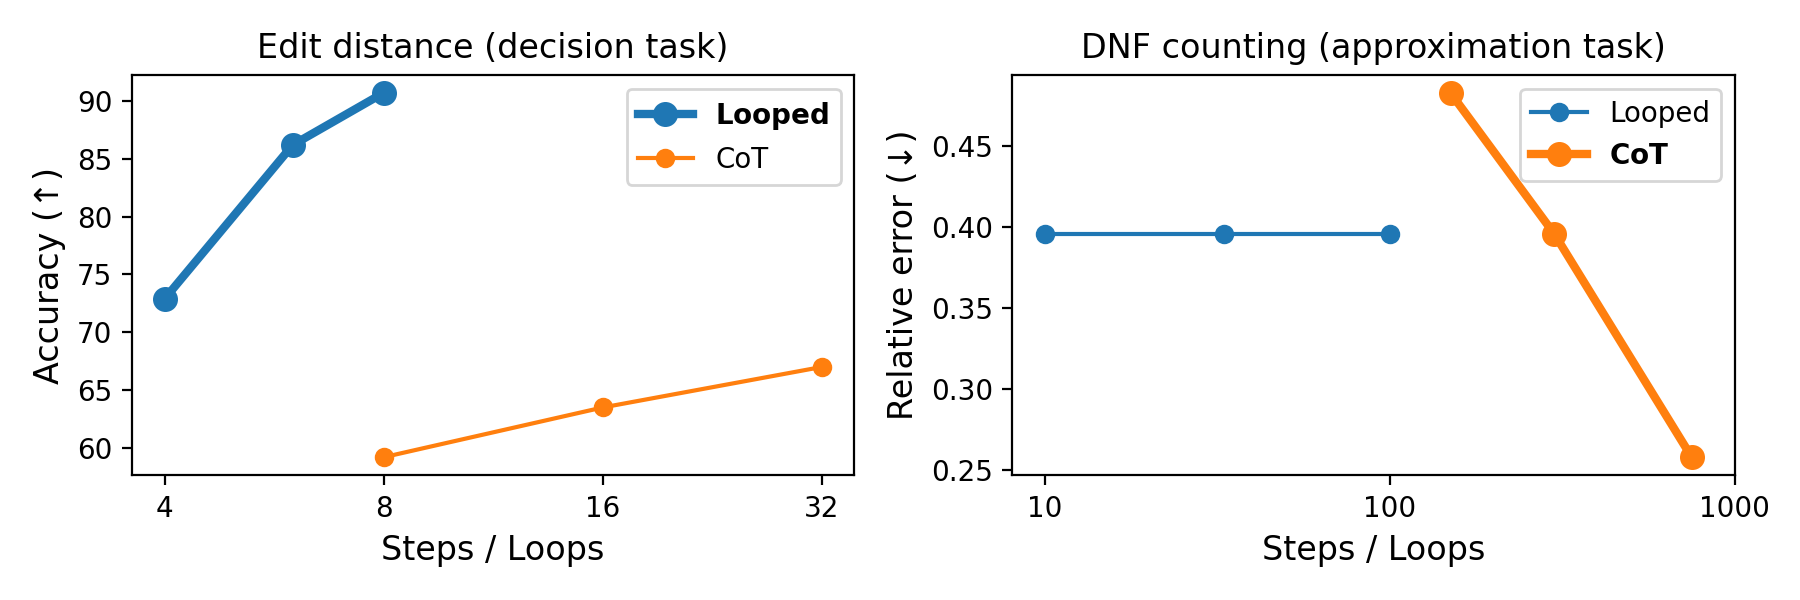 Edit distance (decision task)
Accuracy (↑)
90
85
80
75
70
65
60
4
8
16
32
Steps / Loops
Looped
CoT
DNF counting (approximation task)
Relative error (↓)
0.45
0.40
0.35
0.30
0.25
10
100
1000
Steps / Loops
Looped
CoT